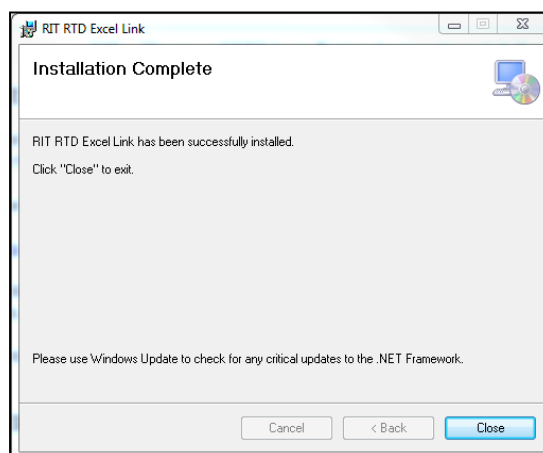 RIT RTD Excel Link
Installation Complete
RIT RTD Excel Link has been successfully installed.
Click "Close" to exit.
Please use Windows Update to check for any critical updates to the .NET Framework.
Cancel
< Back
Close